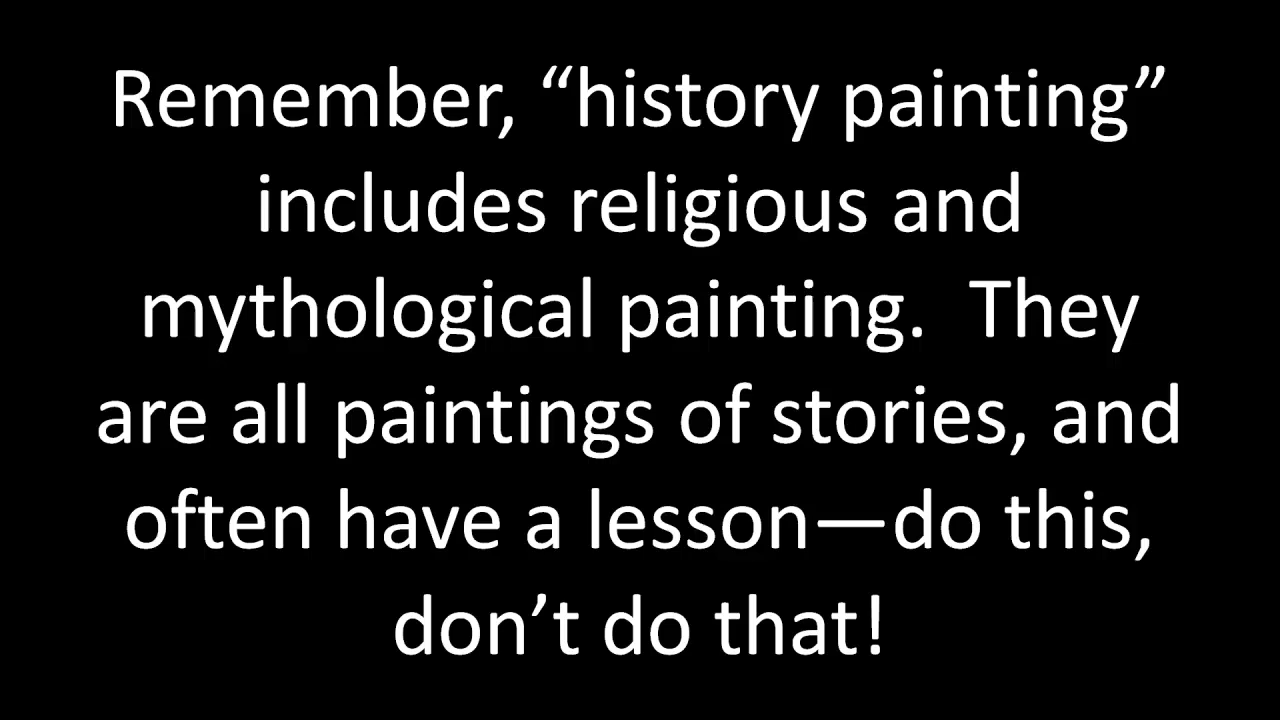 Remember, “history painting”
includes religious and
mythological painting.  They
are all paintings of stories, and
often have a lesson—do this,
don’t do that!